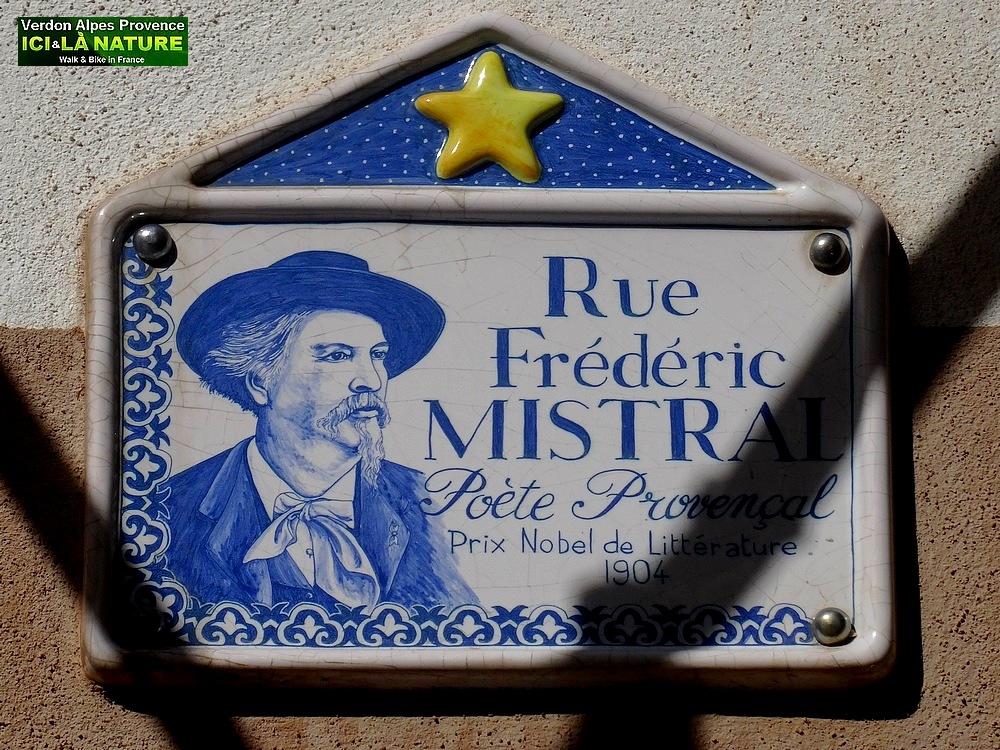 Verdon Alpes Provence
ICI&LÀ NATURE
Walk & Bike in France
Rue
Frédéric
MISTRAL
Poète Provençal
Prix Nobel de Littérature
1904